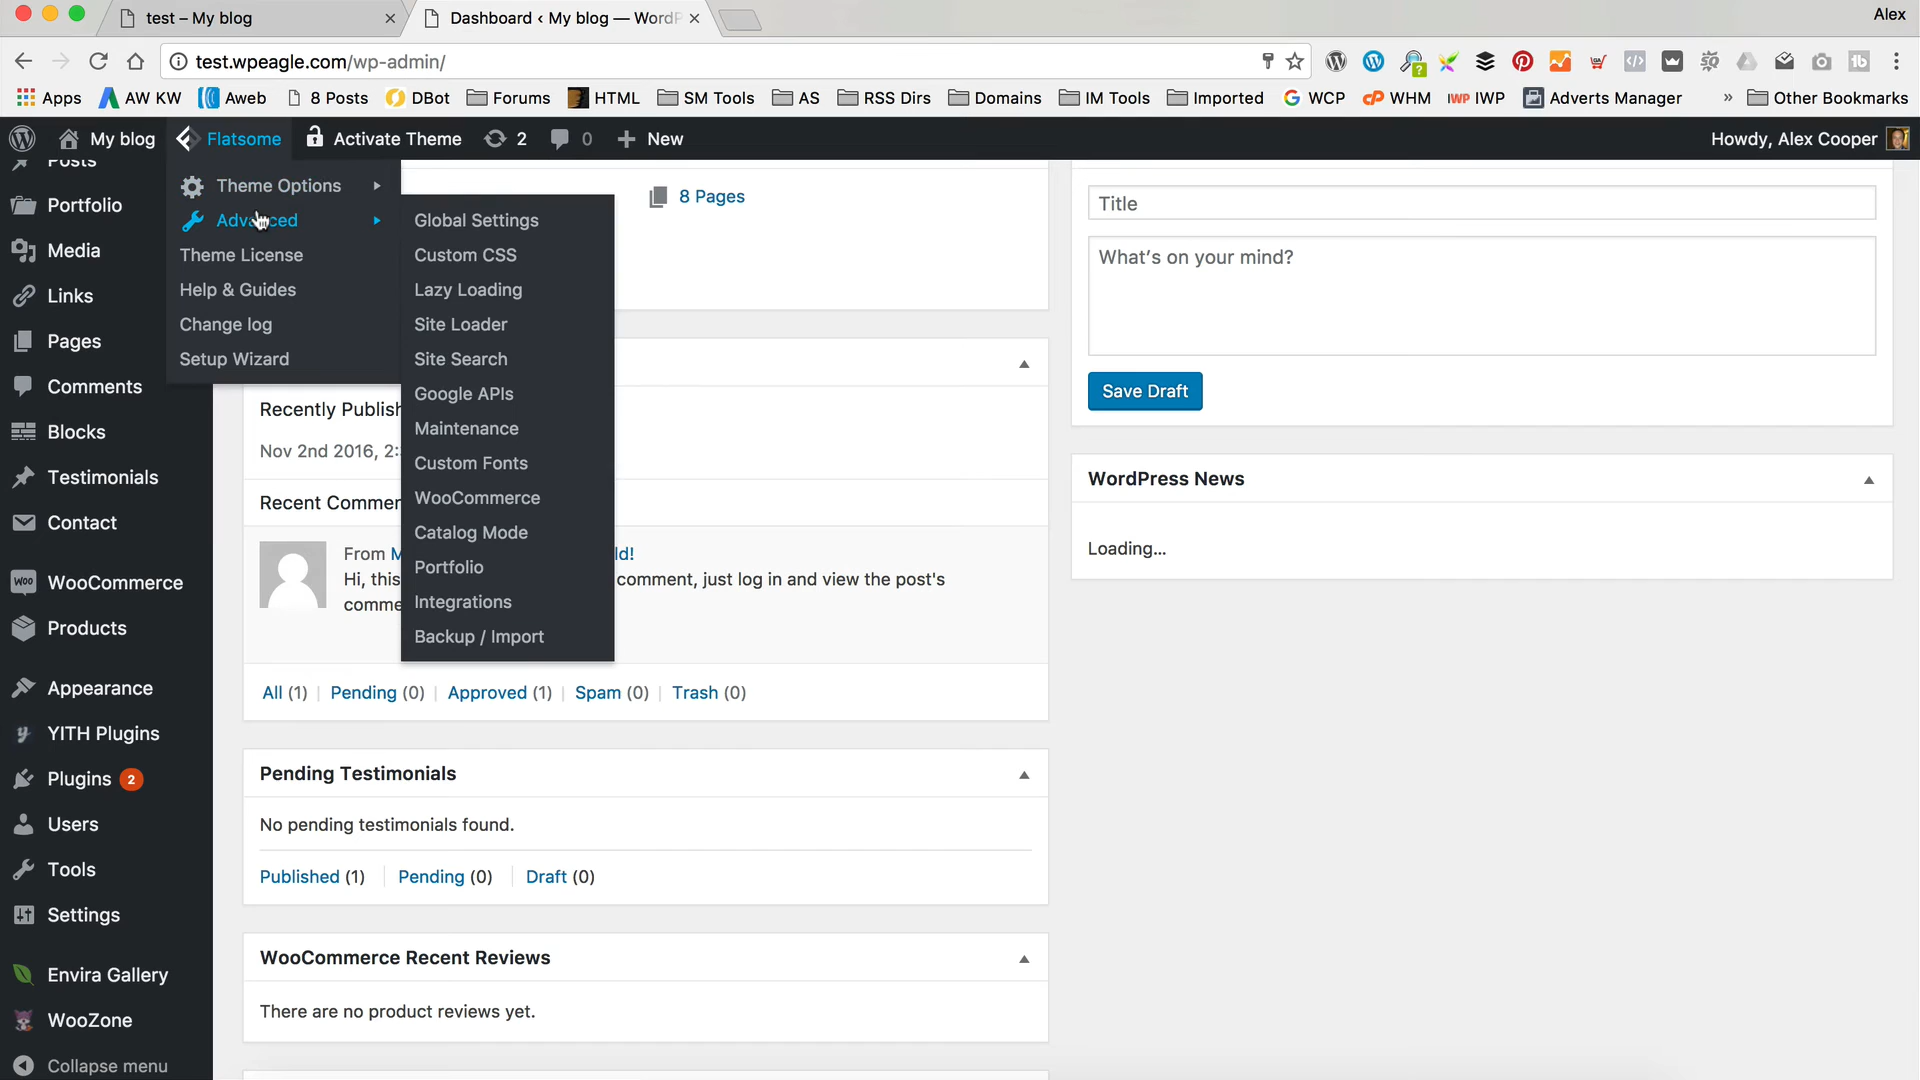 test – My blog
Dashboard ‹ My blog — WordP
Alex
test.wpeagle.com/wp-admin/
Apps
AW KW
Aweb
8 Posts
DBot
Forums
HTML
SM Tools
AS
RSS Dirs
Domains
IM Tools
Imported
WCP
WHM
IWP
Adverts Manager
»
Other Bookmarks
My blog
Flatsome
Activate Theme
2
0
New
Howdy, Alex Cooper
Posts
Portfolio
Media
Links
Pages
Comments
Blocks
Testimonials
Contact
WooCommerce
Products
Appearance
YITH Plugins
Plugins 2
Users
Tools
Settings
Envira Gallery
WooZone
Collapse menu
Theme Options
Advanced
Theme License
Help & Guides
Change log
Setup Wizard
Global Settings
Custom CSS
Lazy Loading
Site Loader
Site Search
Google APIs
Maintenance
Custom Fonts
WooCommerce
Catalog Mode
Portfolio
Integrations
Backup / Import
8 Pages
Recently Publish
Nov 2nd 2016, 2:
Recent Commen
From M ld!
Hi, this comment, just log in and view the post's
comme
All (1) | Pending (0) | Approved (1) | Spam (0) | Trash (0)
Pending Testimonials
No pending testimonials found.
Published (1) Pending (0) Draft (0)
WooCommerce Recent Reviews
There are no product reviews yet.
Title
What's on your mind?
Save Draft
WordPress News
Loading...